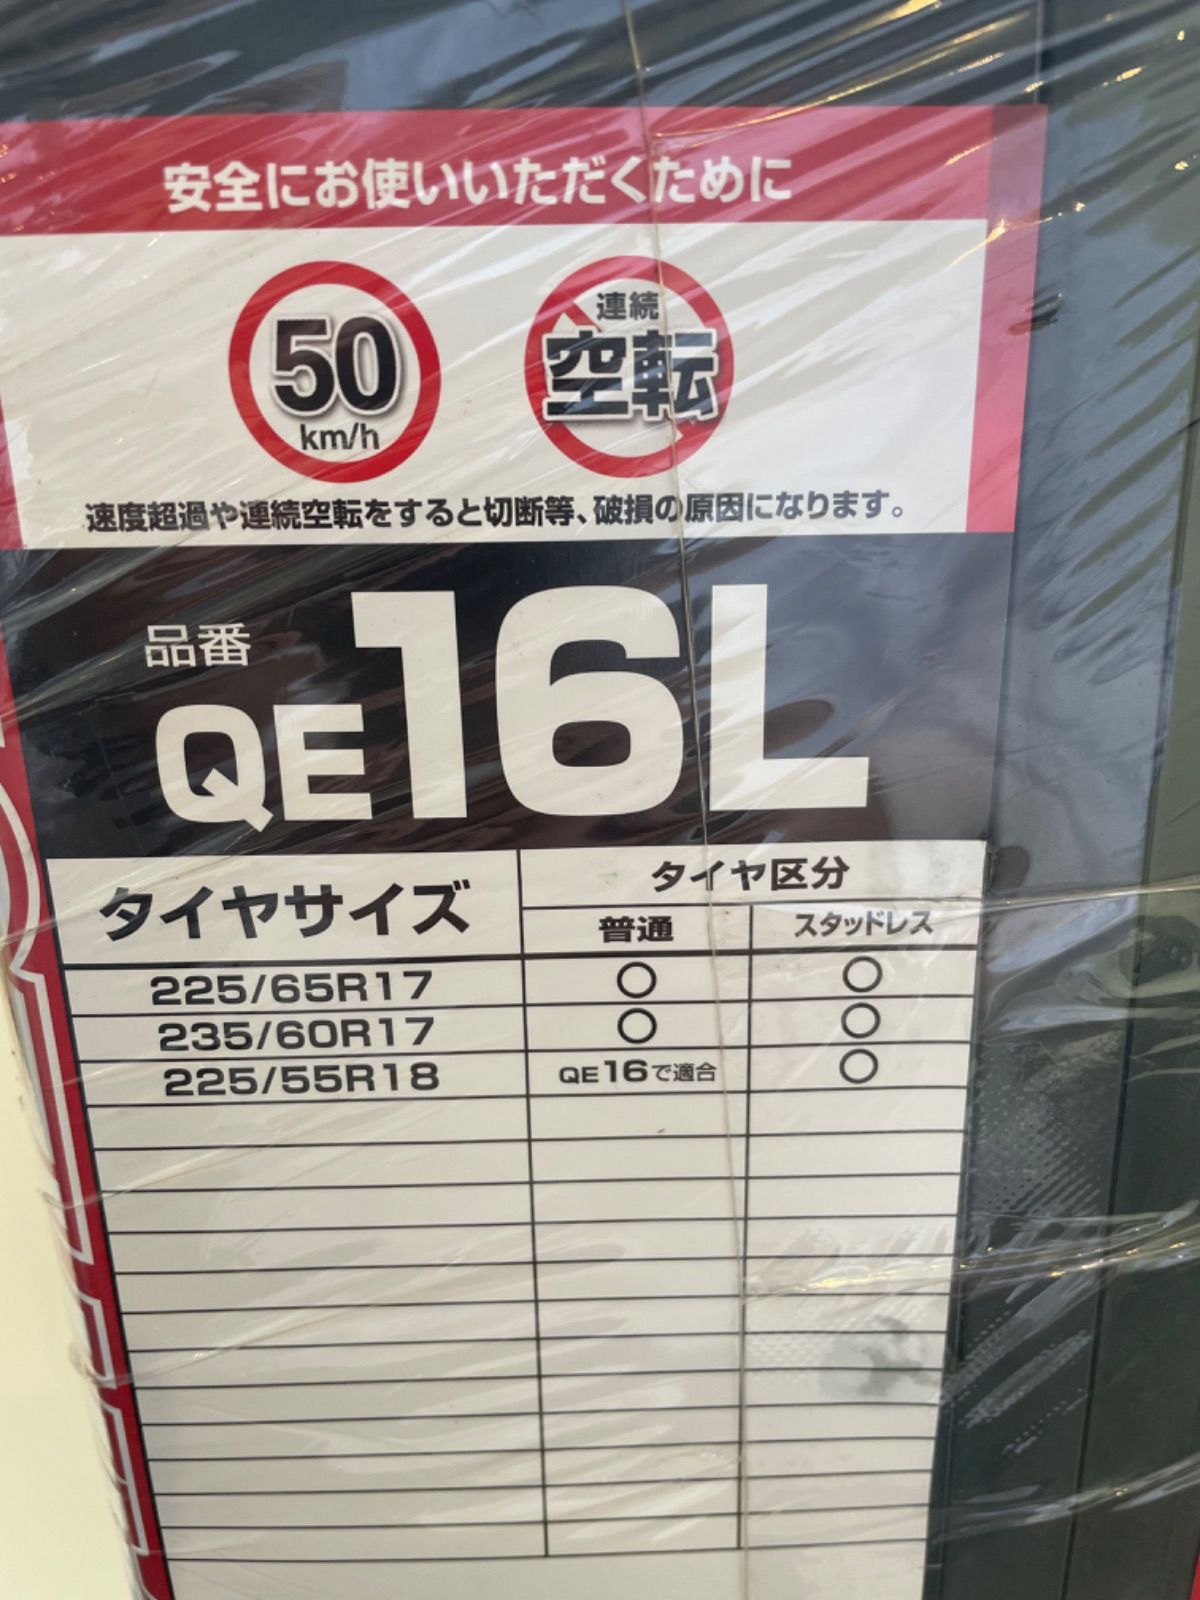 安全にお使いいただくために
50
km/h
連続
空転
速度超過や連続空転をすると切断等、破損の原因になります。
品番
QE16L
タイヤサイズ
タイヤ区分
普通
スタッドレス
225/65R17 ○ ○
235/60R17 ○ ○
225/55R18 QE16で適合 ○